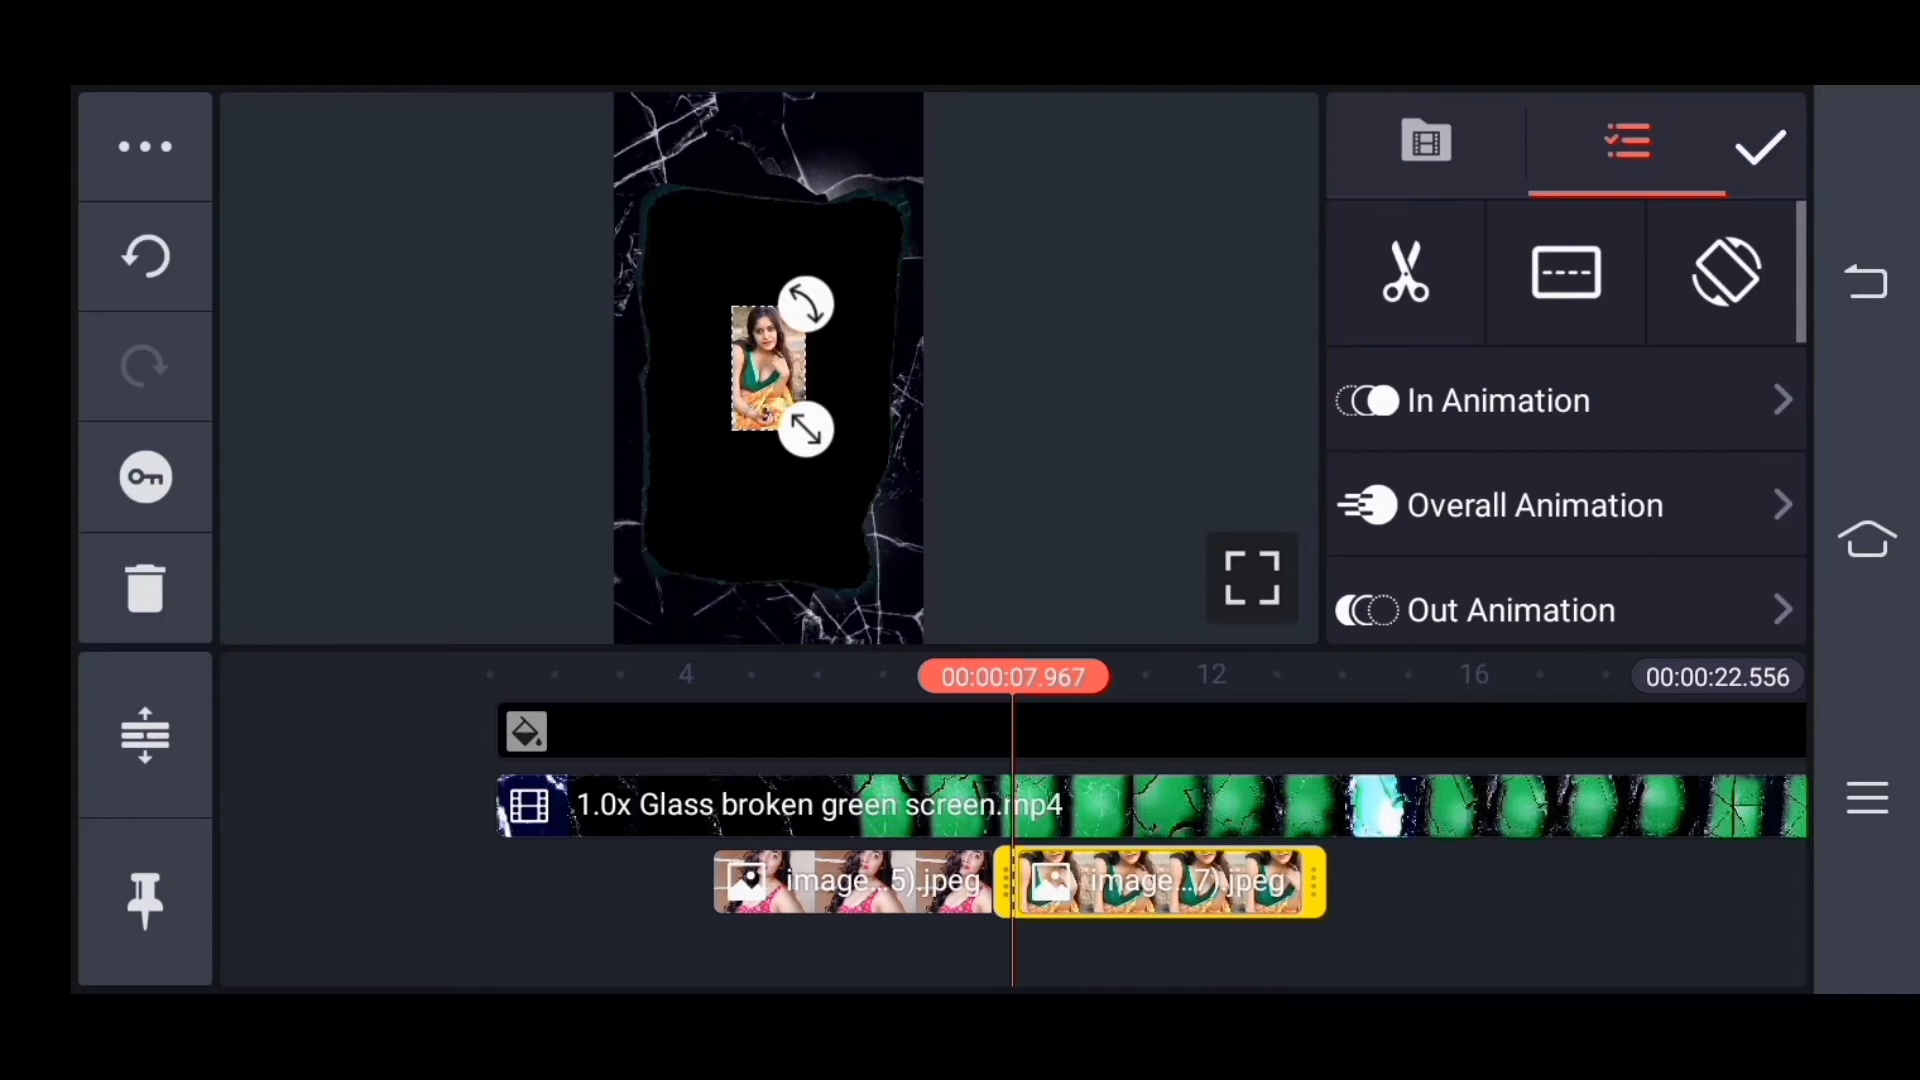 In Animation
Overall Animation
Out Animation
4
00:00:07.967
12
16
00:00:22.556
1.0x Glass broken green screen.mp4
image...5).jpeg
image...7).jpeg